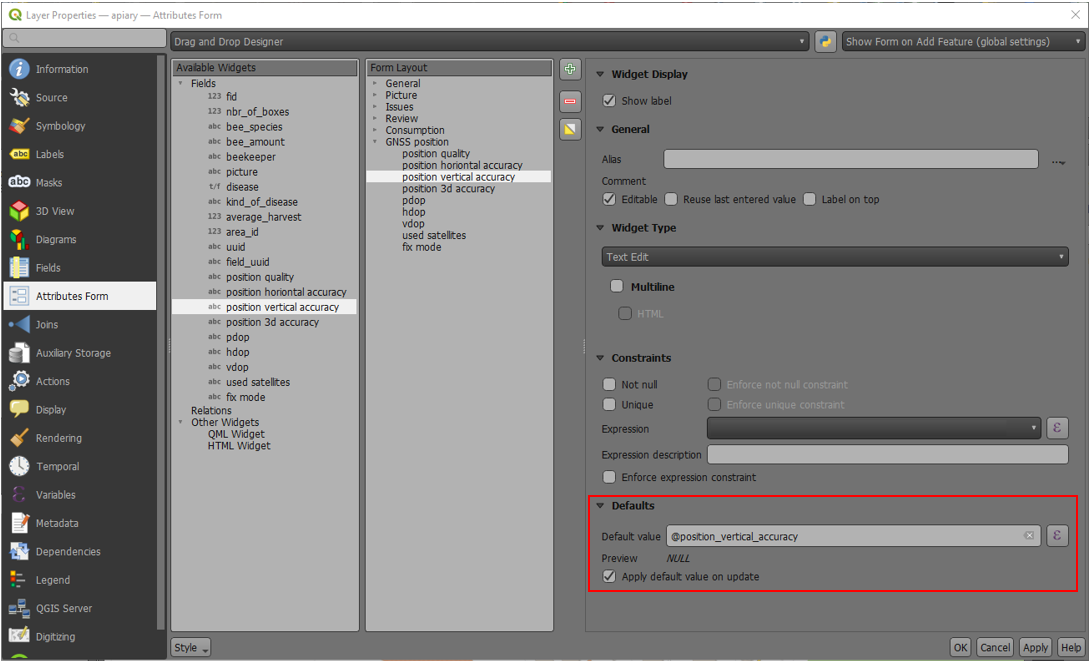 Layer Properties — apiary — Attributes Form
Drag and Drop Designer
Show Form on Add Feature (global settings)
Information
Source
Symbology
Labels
Masks
3D View
Diagrams
Fields
Attributes Form
Joins
Auxiliary Storage
Actions
Display
Rendering
Temporal
Variables
Metadata
Dependencies
Legend
QGIS Server
Digitizing
Available Widgets
Fields
123 fid
123 nbr_of_boxes
abc bee_species
abc bee_amount
abc beekeeper
abc picture
t/f disease
abc kind_of_disease
123 average_harvest
123 area_id
abc uuid
abc field_uuid
abc position quality
abc position horiontal accuracy
abc position vertical accuracy
abc position 3d accuracy
abc pdop
abc hdop
abc vdop
abc used satellites
abc fix mode
Relations
Other Widgets
QML Widget
HTML Widget
Form Layout
General
Picture
Issues
Review
Consumption
GNSS position
position quality
position horiontal accuracy
position vertical accuracy
position 3d accuracy
pdop
hdop
vdop
used satellites
fix mode
Widget Display
Show label
General
Alias
...
Comment
Editable Reuse last entered value Label on top
Widget Type
Text Edit
Multiline
HTML
Constraints
Not null Enforce not null constraint
Unique Enforce unique constraint
Expression ε
Expression description
Enforce expression constraint
Defaults
Default value @position_vertical_accuracy ε
Preview NULL
Apply default value on update
Style
OK Cancel Apply Help